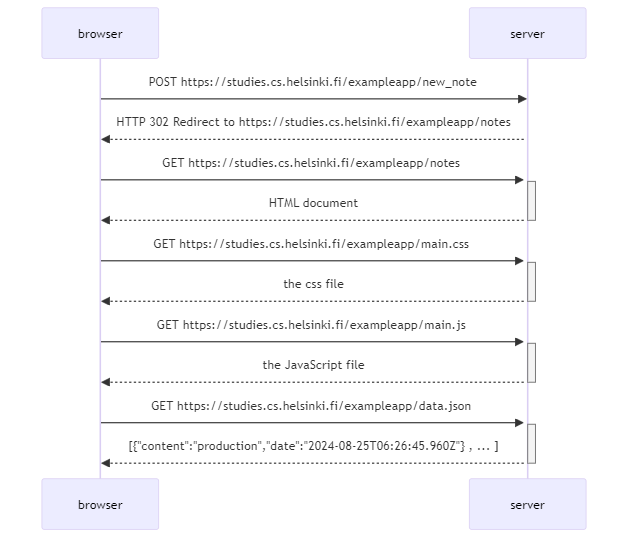 browser server
POST https://studies.cs.helsinki.fi/exampleapp/new_note
HTTP 302 Redirect to https://studies.cs.helsinki.fi/exampleapp/notes
GET https://studies.cs.helsinki.fi/exampleapp/notes
HTML document
GET https://studies.cs.helsinki.fi/exampleapp/main.css
the css file
GET https://studies.cs.helsinki.fi/exampleapp/main.js
the JavaScript file
GET https://studies.cs.helsinki.fi/exampleapp/data.json
[{"content":"production","date":"2024-08-25T06:26:45.960Z"} , ... ]
browser server